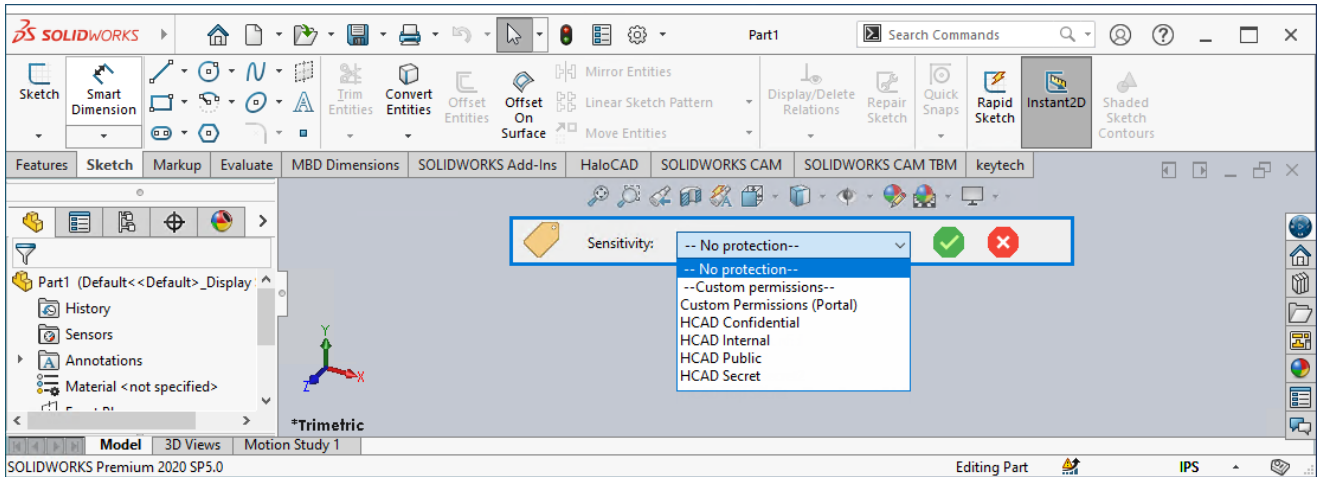 SOLIDWORKS
Part1
Search Commands
Sketch
Smart Dimension
Trim Entities
Convert Entities
Offset Entities
Offset On Surface
Mirror Entities
Linear Sketch Pattern
Move Entities
Display/Delete Relations
Repair Sketch
Quick Snaps
Rapid Sketch
Instant2D
Shaded Sketch Contours
Features
Sketch
Markup
Evaluate
MBD Dimensions
SOLIDWORKS Add-Ins
HaloCAD
SOLIDWORKS CAM
SOLIDWORKS CAM TBM
keytech
Sensitivity:
-- No protection--
-- No protection--
--Custom permissions--
Custom Permissions (Portal)
HCAD Confidential
HCAD Internal
HCAD Public
HCAD Secret
Part1 (Default<<Default>_Display
History
Sensors
Annotations
Material <not specified>
Y
X
Z
*Trimetric
Model
3D Views
Motion Study 1
SOLIDWORKS Premium 2020 SP5.0
Editing Part
IPS